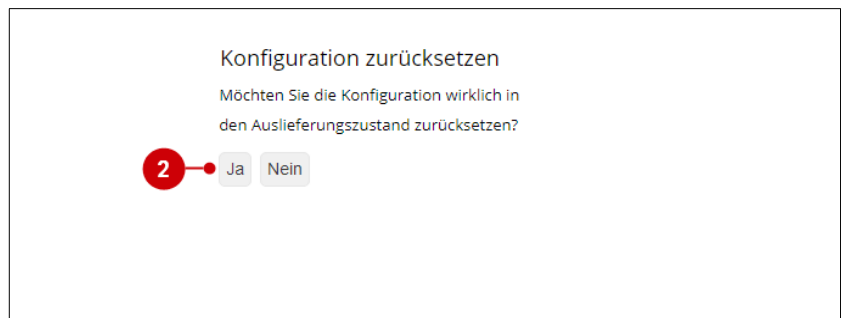 Konfiguration zurücksetzen
Möchten Sie die Konfiguration wirklich in
den Auslieferungszustand zurücksetzen?
2 Ja Nein